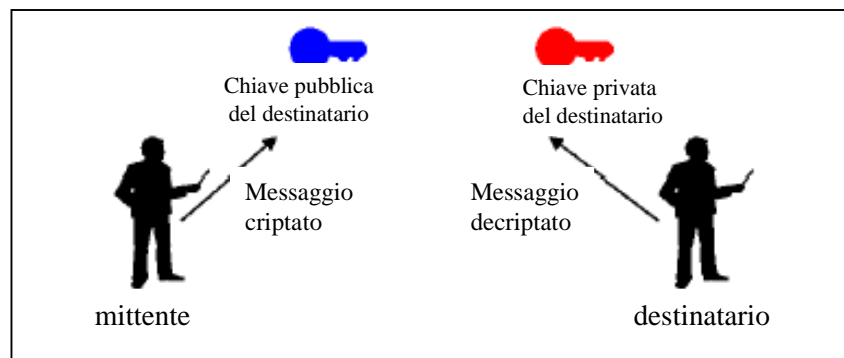 Chiave pubblica
del destinatario
Chiave privata
del destinatario
Messaggio
criptato
Messaggio
decriptato
mittente
destinatario